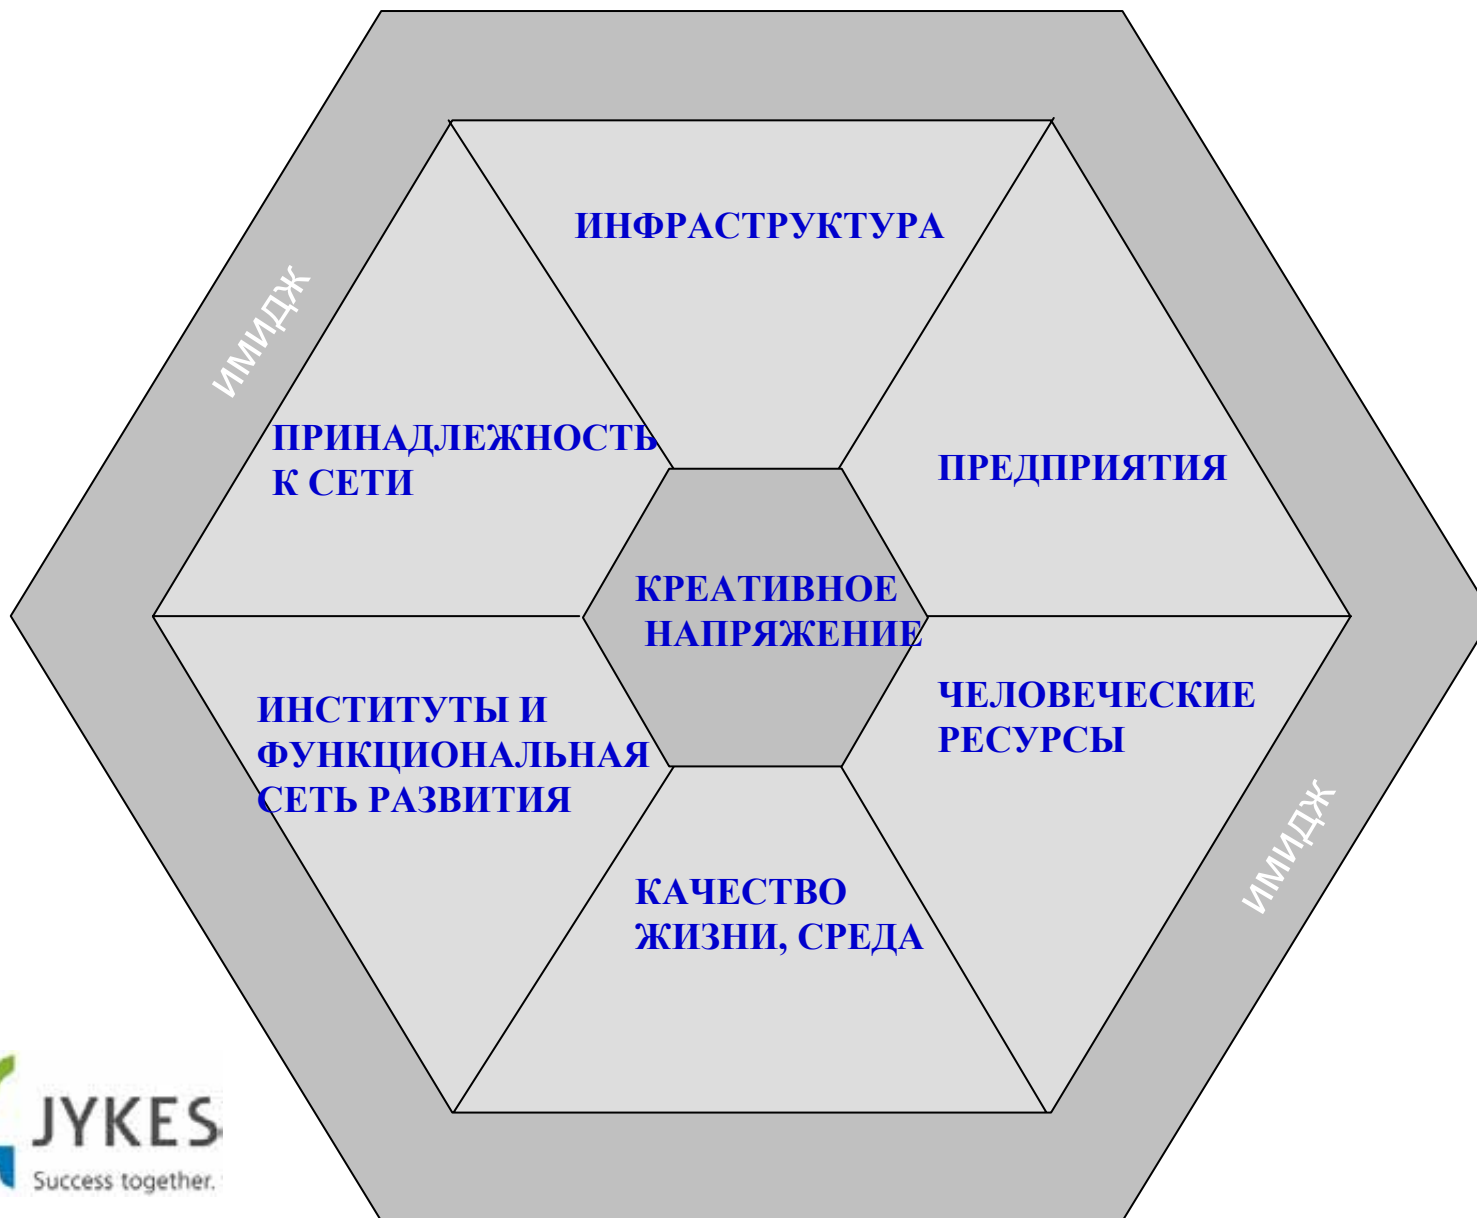 ИНФРАСТРУКТУРА
ИМИДЖ
ПРИНАДЛЕЖНОСТЬ
К СЕТИ
ПРЕДПРИЯТИЯ
КРЕАТИВНОЕ
НАПРЯЖЕНИЕ
ИНСТИТУТЫ И
ФУНКЦИОНАЛЬНАЯ
СЕТЬ РАЗВИТИЯ
ЧЕЛОВЕЧЕСКИЕ
РЕСУРСЫ
ИМИДЖ
КАЧЕСТВО
ЖИЗНИ, СРЕДА
JYKES
Success together.